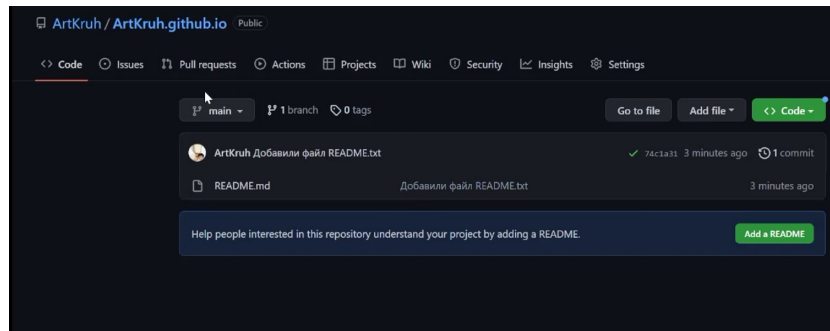 ArtKruh / ArtKruh.github.io Public
<> Code Issues Pull requests Actions Projects Wiki Security Insights Settings
main 1 branch 0 tags Go to file Add file <> Code
ArtKruh Добавили файл README.txt 74c1a31 3 minutes ago 1 commit
README.md Добавили файл README.txt 3 minutes ago
Help people interested in this repository understand your project by adding a README. Add a README